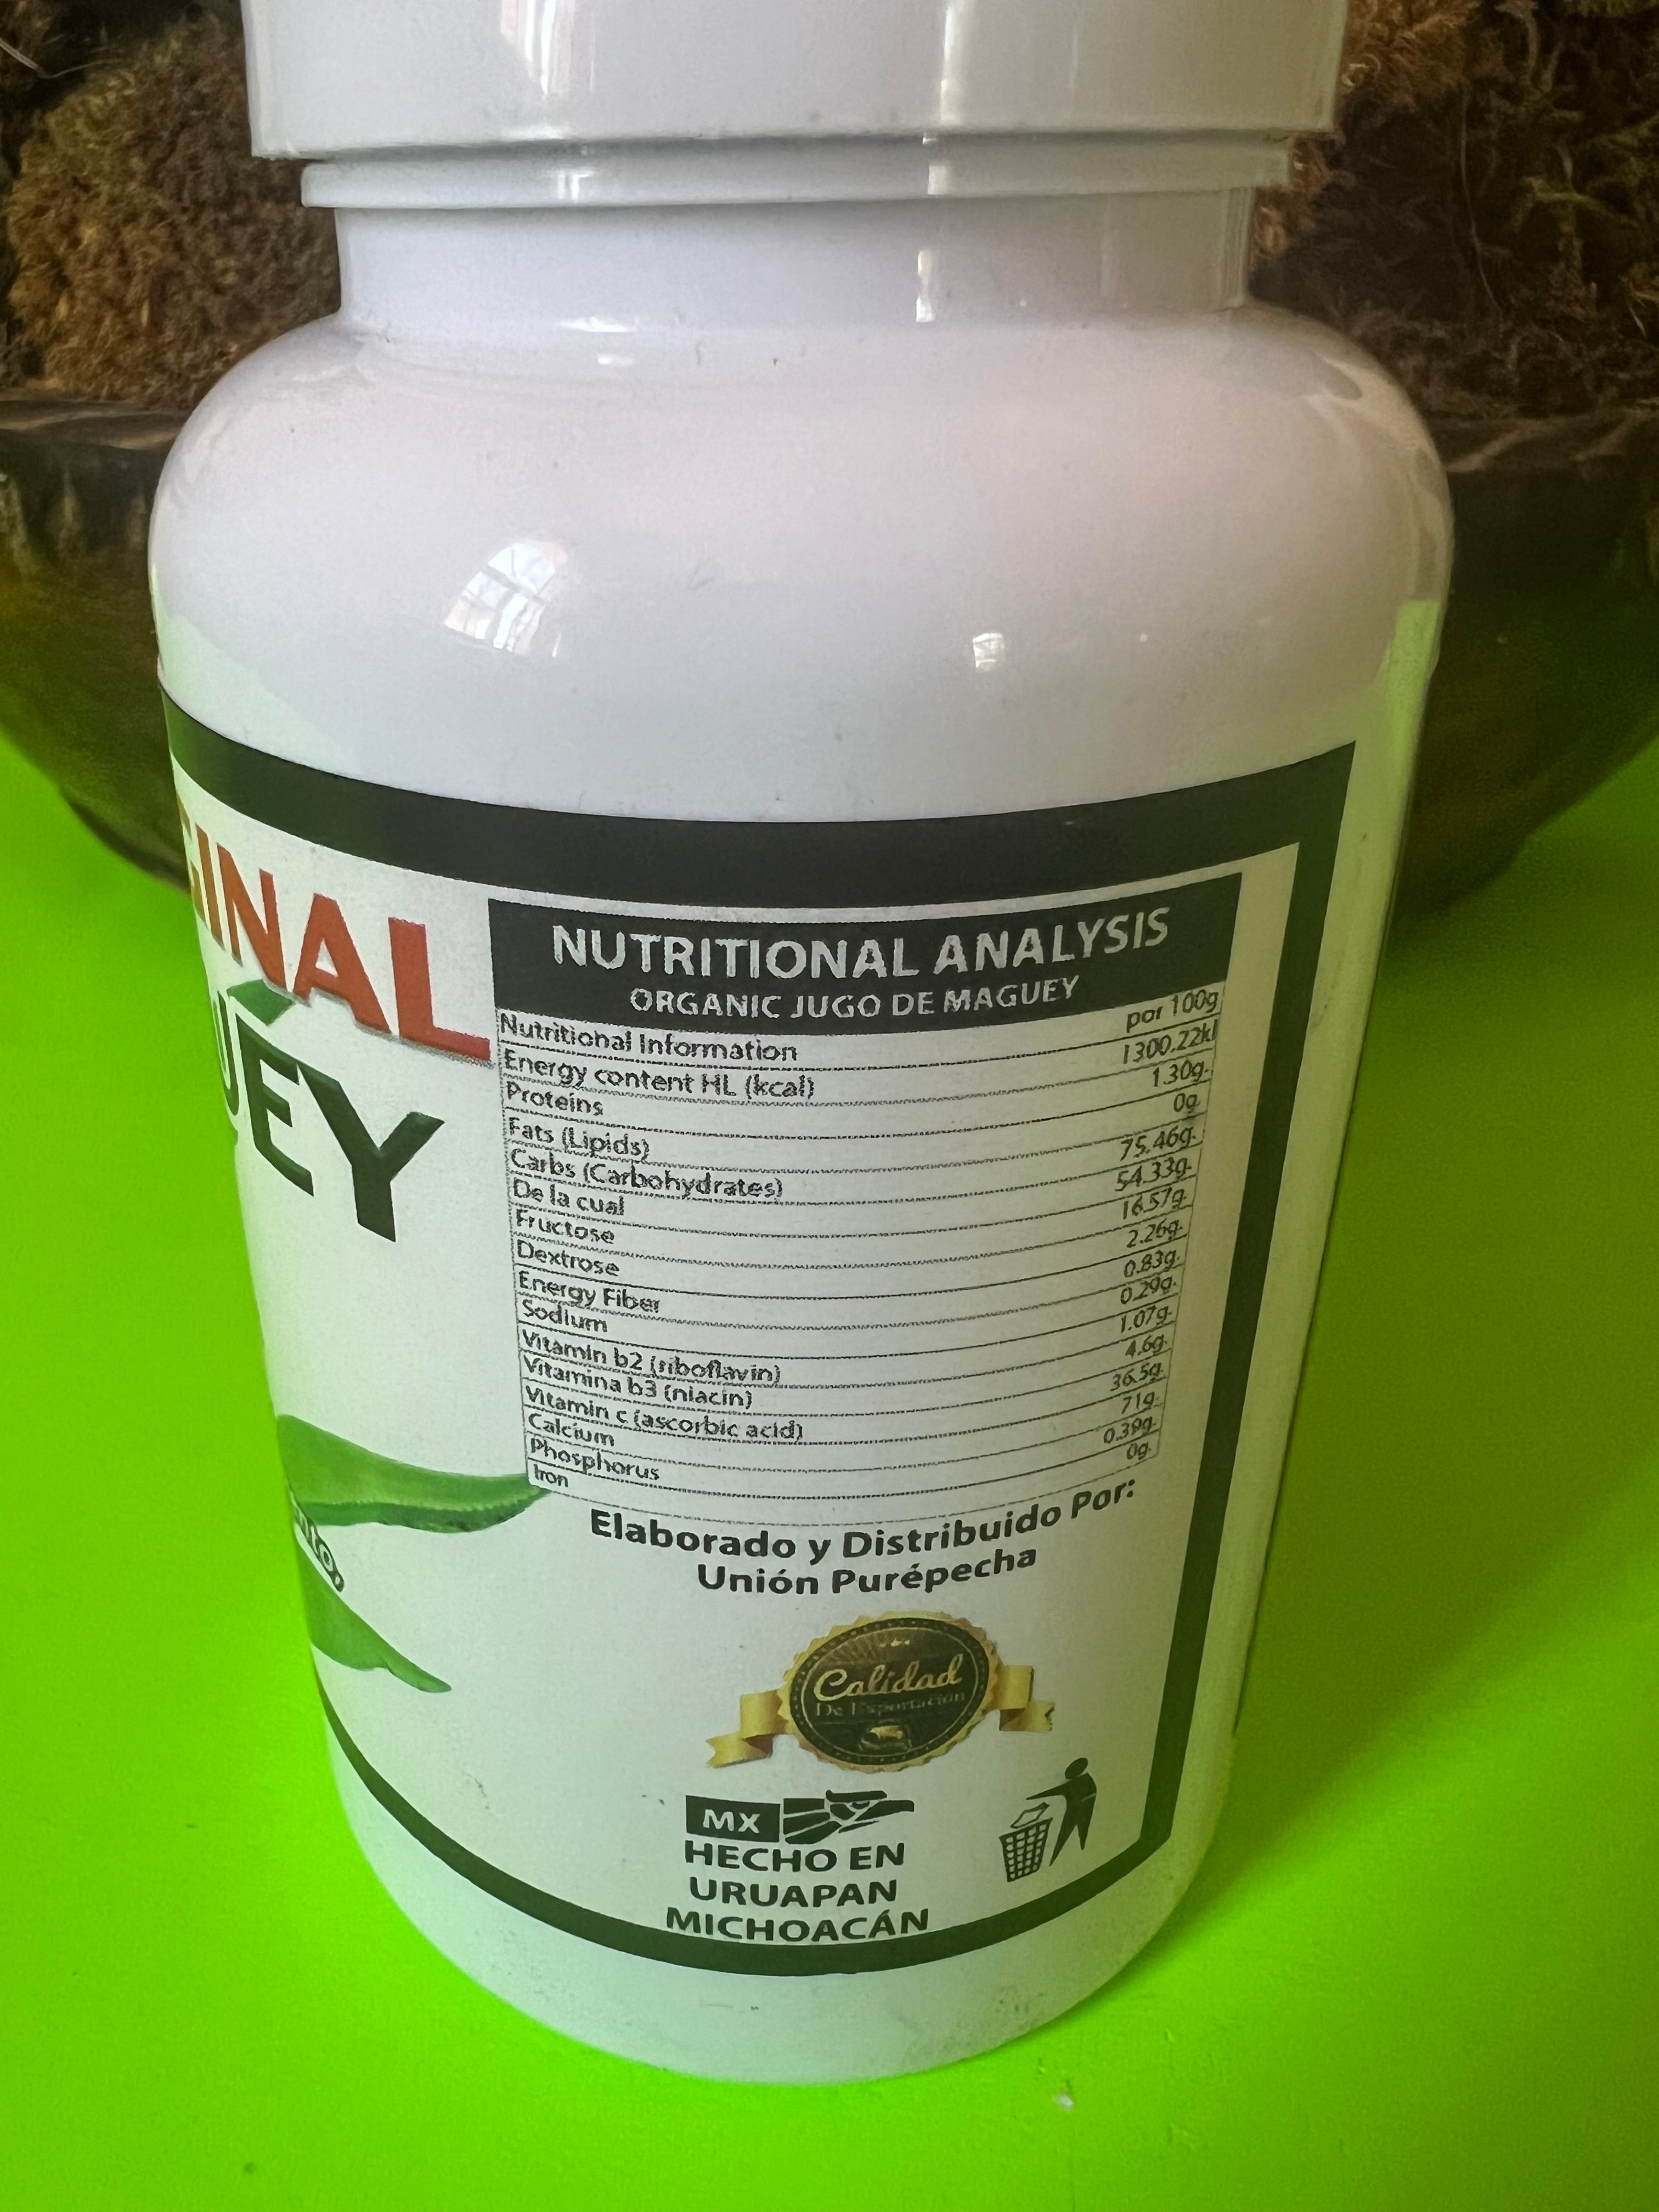 GINAL
UEY
NUTRITIONAL ANALYSIS
ORGANIC JUGO DE MAGUEY
Nutritional Information por 100g
Energy content HL (kcal) 1300.22kl
Proteins 1.30g.
Fats (Lipids) 0g.
Carbs (Carbohydrates) 75.46g.
De la cual 54.33g.
Fructose 16.57g.
Dextrose 2.26g.
Energy Fiber 0.83g.
Sodium 0.29g.
Vitamin b2 (riboflavin) 1.07g.
Vitamina b3 (niacin) 4.6g.
Vitamin c (ascorbic acid) 36.5g.
Calcium 71g.
Phosphorus 0.39g.
Iron 0g.
Elaborado y Distribuido Por:
Unión Purépecha
Calidad
De Exportación
MX
HECHO EN
URUAPAN
MICHOACÁN